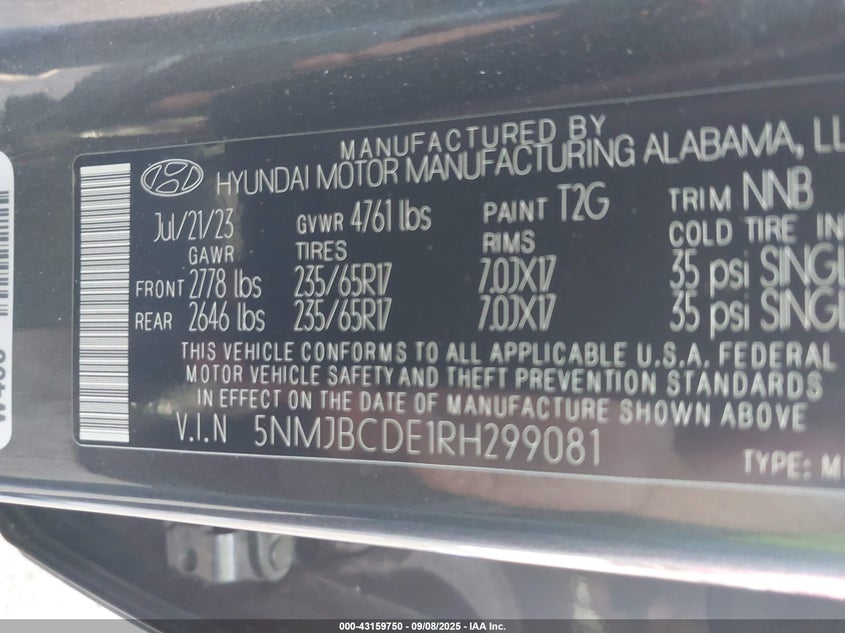 MANUFACTURED BY
HYUNDAI MOTOR MANUFACTURING ALABAMA, LL
Jul/21/23 GVWR 4761 lbs PAINT T2G TRIM NNB
GAWR TIRES RIMS COLD TIRE IN
FRONT 2778 lbs 235/65R17 7.0JX17 35 psi SINGL
REAR 2646 lbs 235/65R17 7.0JX17 35 psi SINGL
THIS VEHICLE CONFORMS TO ALL APPLICABLE U.S.A. FEDERAL
MOTOR VEHICLE SAFETY AND THEFT PREVENTION STANDARDS
IN EFFECT ON THE DATE OF MANUFACTURE SHOWN ABOVE
V.I.N 5NMJBCDE1RH299081
TYPE: M
000-43159750 - 09/08/2025 - IAA Inc.